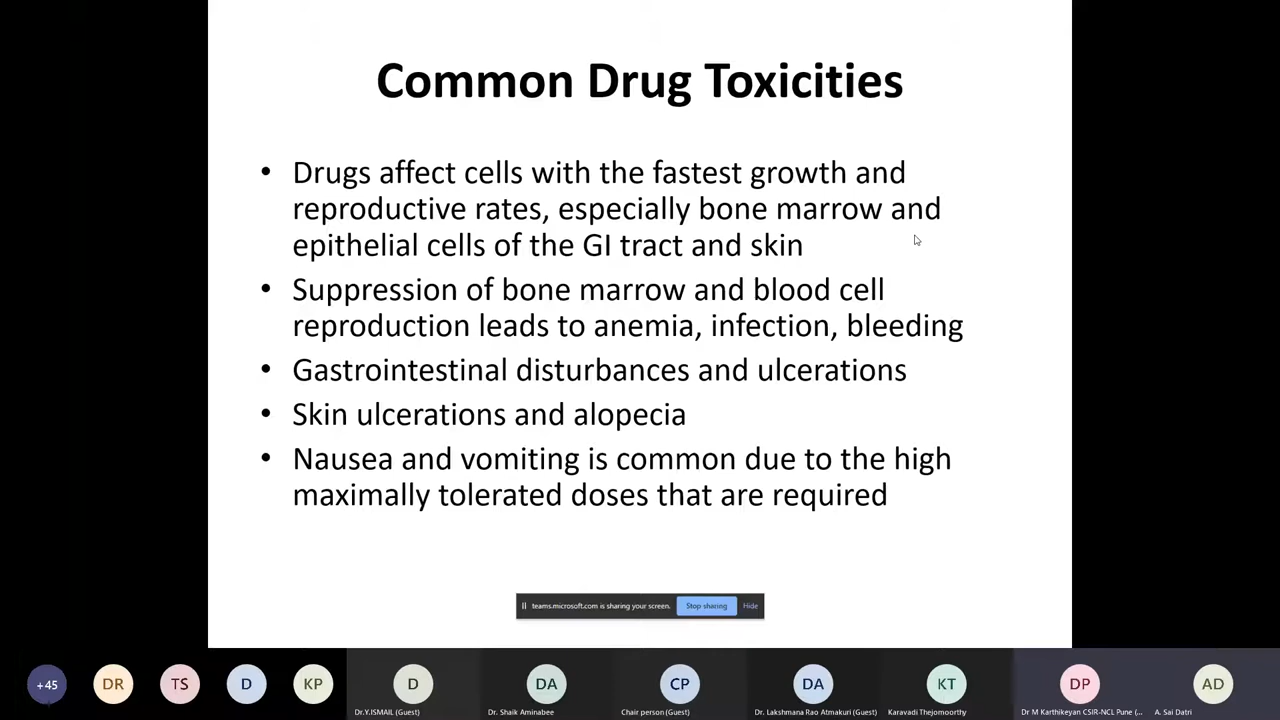 Common Drug Toxicities
• Drugs affect cells with the fastest growth and
reproductive rates, especially bone marrow and
epithelial cells of the GI tract and skin
• Suppression of bone marrow and blood cell
reproduction leads to anemia, infection, bleeding
• Gastrointestinal disturbances and ulcerations
• Skin ulcerations and alopecia
• Nausea and vomiting is common due to the high
maximally tolerated doses that are required
teams.microsoft.com is sharing your screen. Stop sharing Hide
+45 DR TS D KP D DA CP DA KT DP AD
Dr.Y.ISMAIL (Guest) Dr. Shaik Aminabee Chair person (Guest) Dr. Lakshmana Rao Atmakuri (Guest) Karavadi Thejomoorthy Dr M Karthikeyan CSIR-NCL Pune (... A. Sai Datri